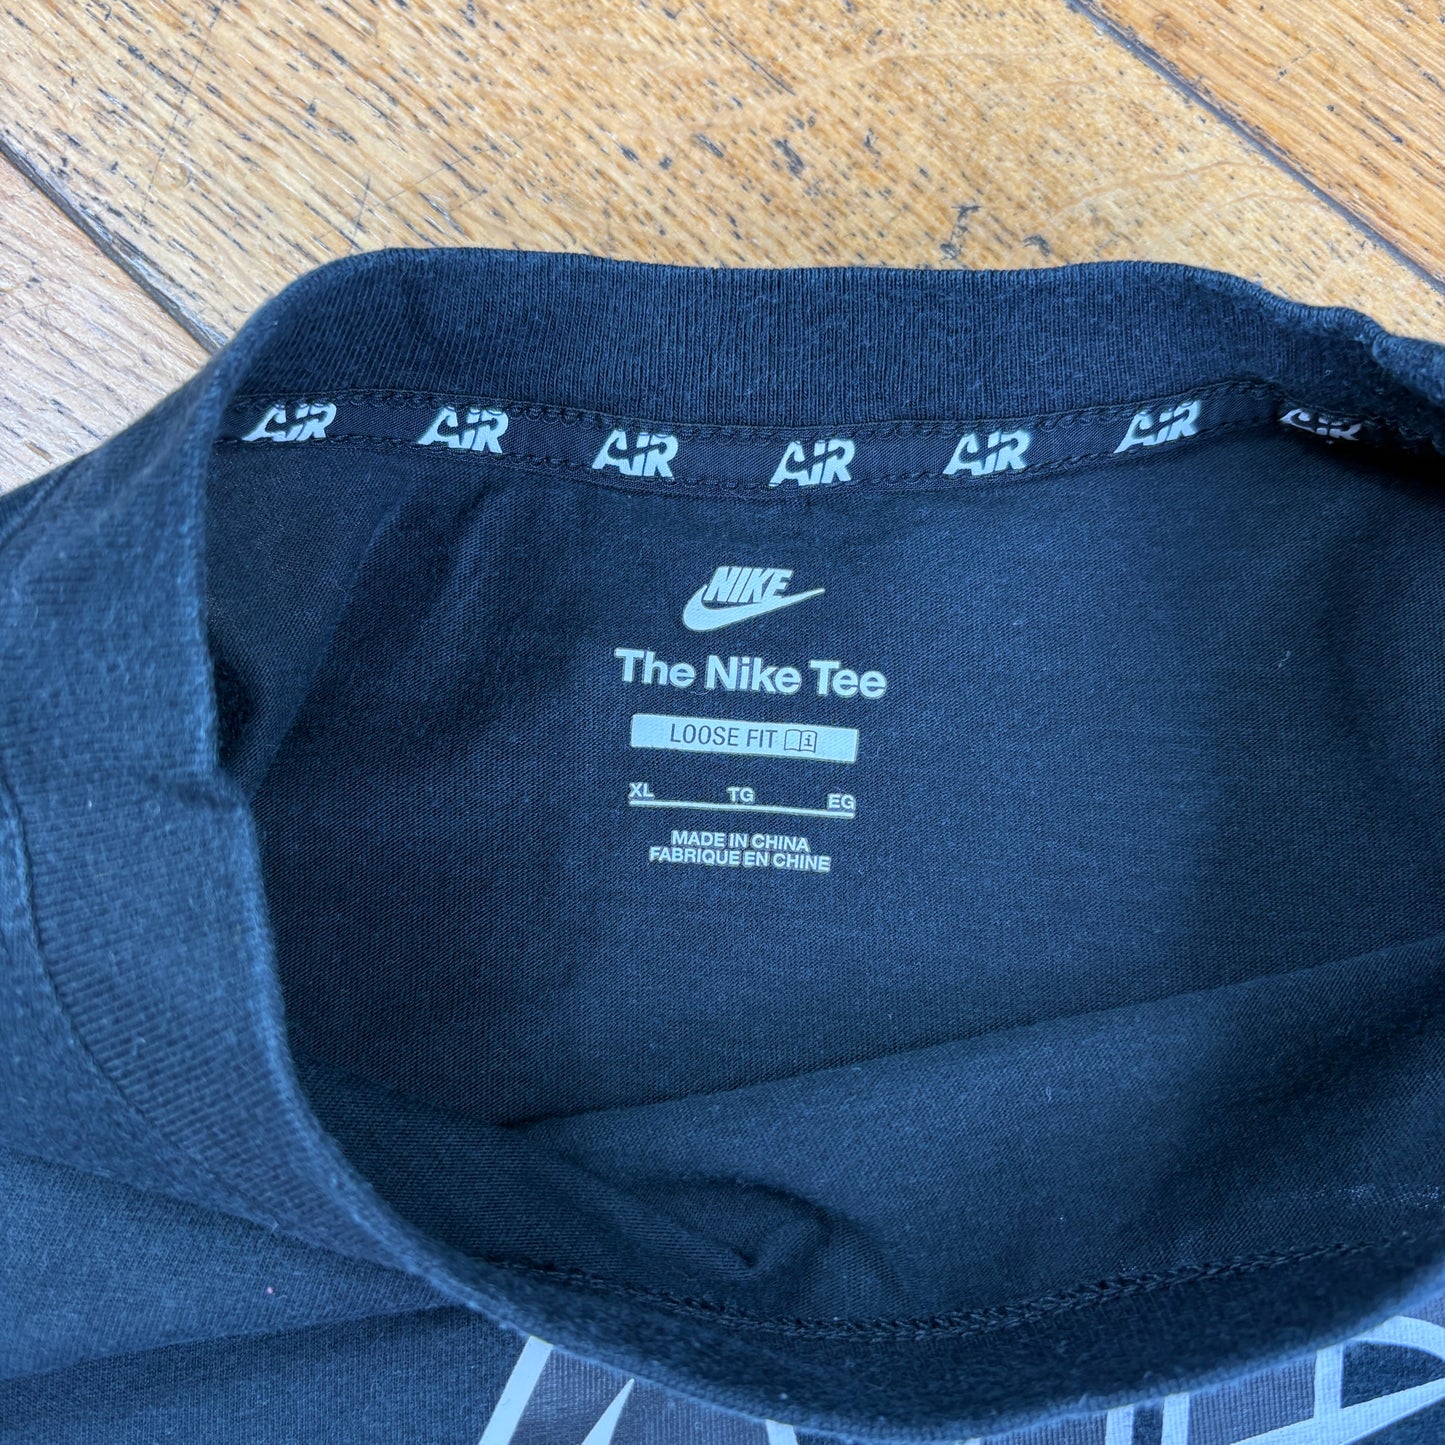 AIR AIR AIR AIR AIR AIR AIR
NIKE
The Nike Tee
LOOSE FIT
XL TG EG
MADE IN CHINA
FABRIQUE EN CHINE